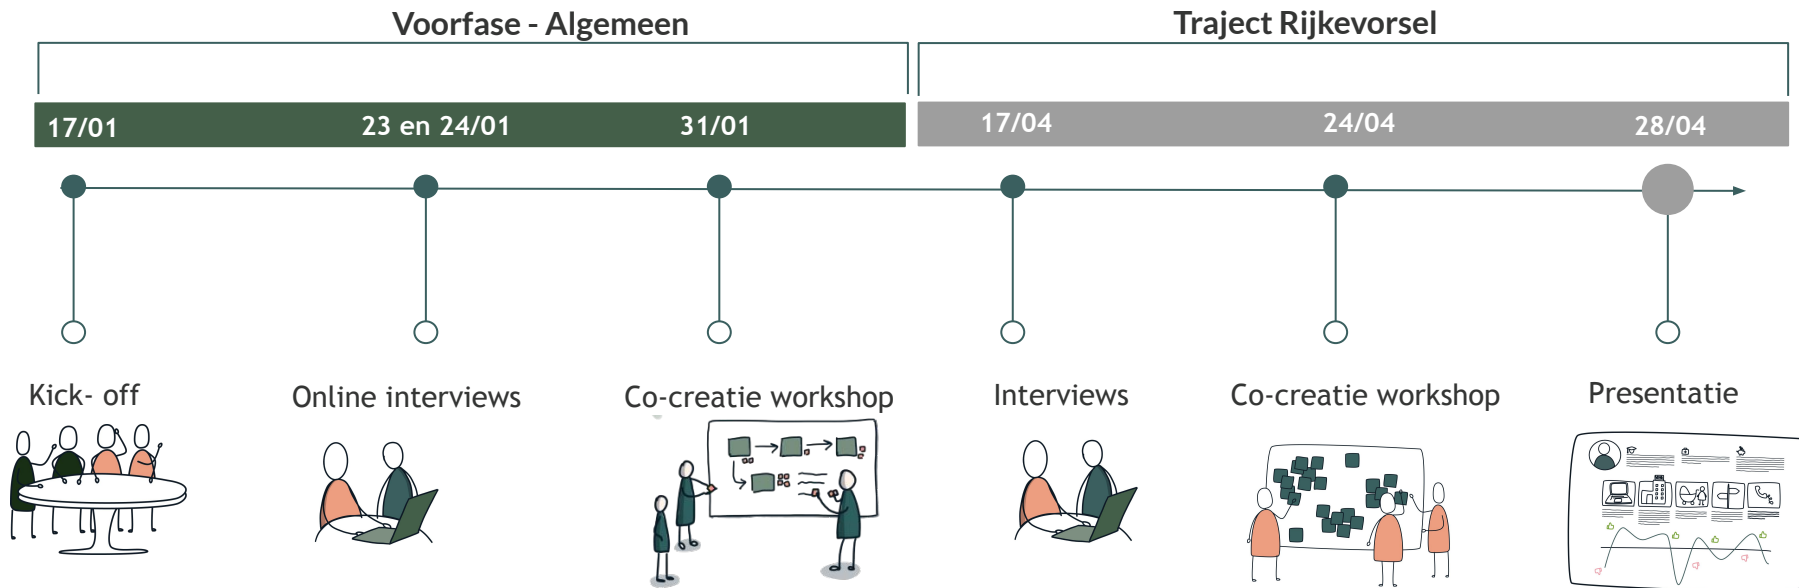 Voorfase - Algemeen
Traject Rijkevorsel
17/01
23 en 24/01
31/01
17/04
24/04
28/04
Kick- off
Online interviews
Co-creatie workshop
Interviews
Co-creatie workshop
Presentatie